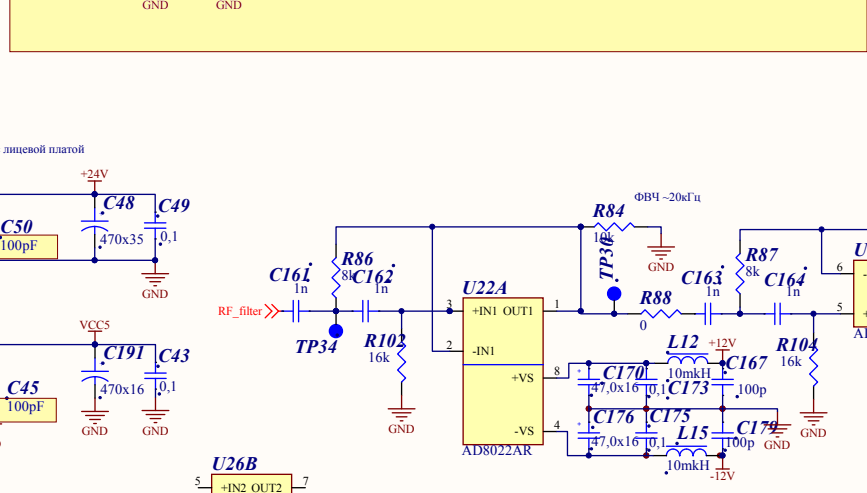 GND
GND
лицевой платой
+24V
C48
C49
C50
100pF
470x35
0,1
GND
ФВЧ ~20кГц
R84
10k
TP30
GND
R86
8k
C161
1n
C162
1n
RF_filter
TP34
R102
16k
GND
U22A
3
+IN1
OUT1
1
2
-IN1
+VS
8
-VS
4
AD8022AR
R87
8k
C163
1n
C164
1n
R88
0
6
5
R104
16k
GND
L12
10mkH
+12V
C167
100p
C170
47,0x16
0,1
C173
C176
47,0x16
C175
0,1
L15
10mkH
C179
100p
GND
-12V
VCC5
C191
C43
C45
100pF
470x16
0,1
GND
GND
U26B
5
+IN2
OUT2
7